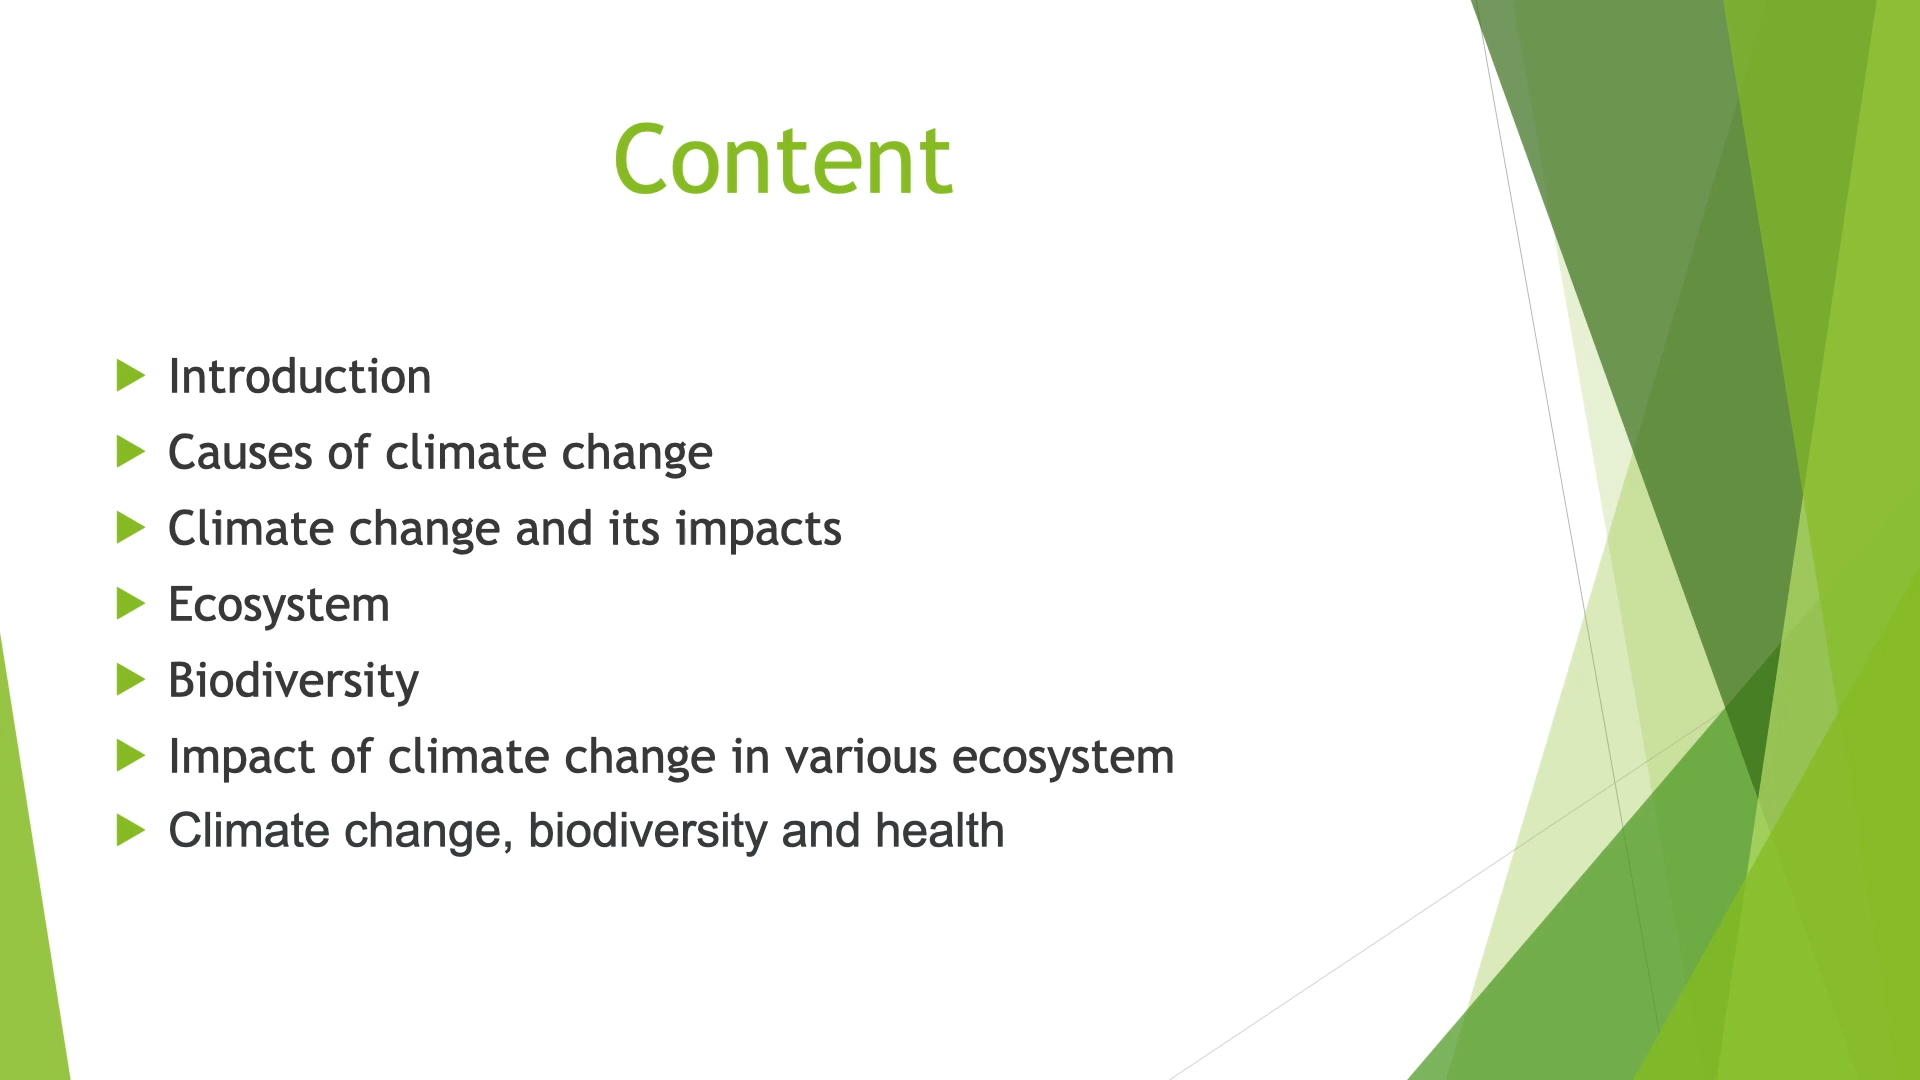 Content
Introduction
Causes of climate change
Climate change and its impacts
Ecosystem
Biodiversity
Impact of climate change in various ecosystem
Climate change, biodiversity and health